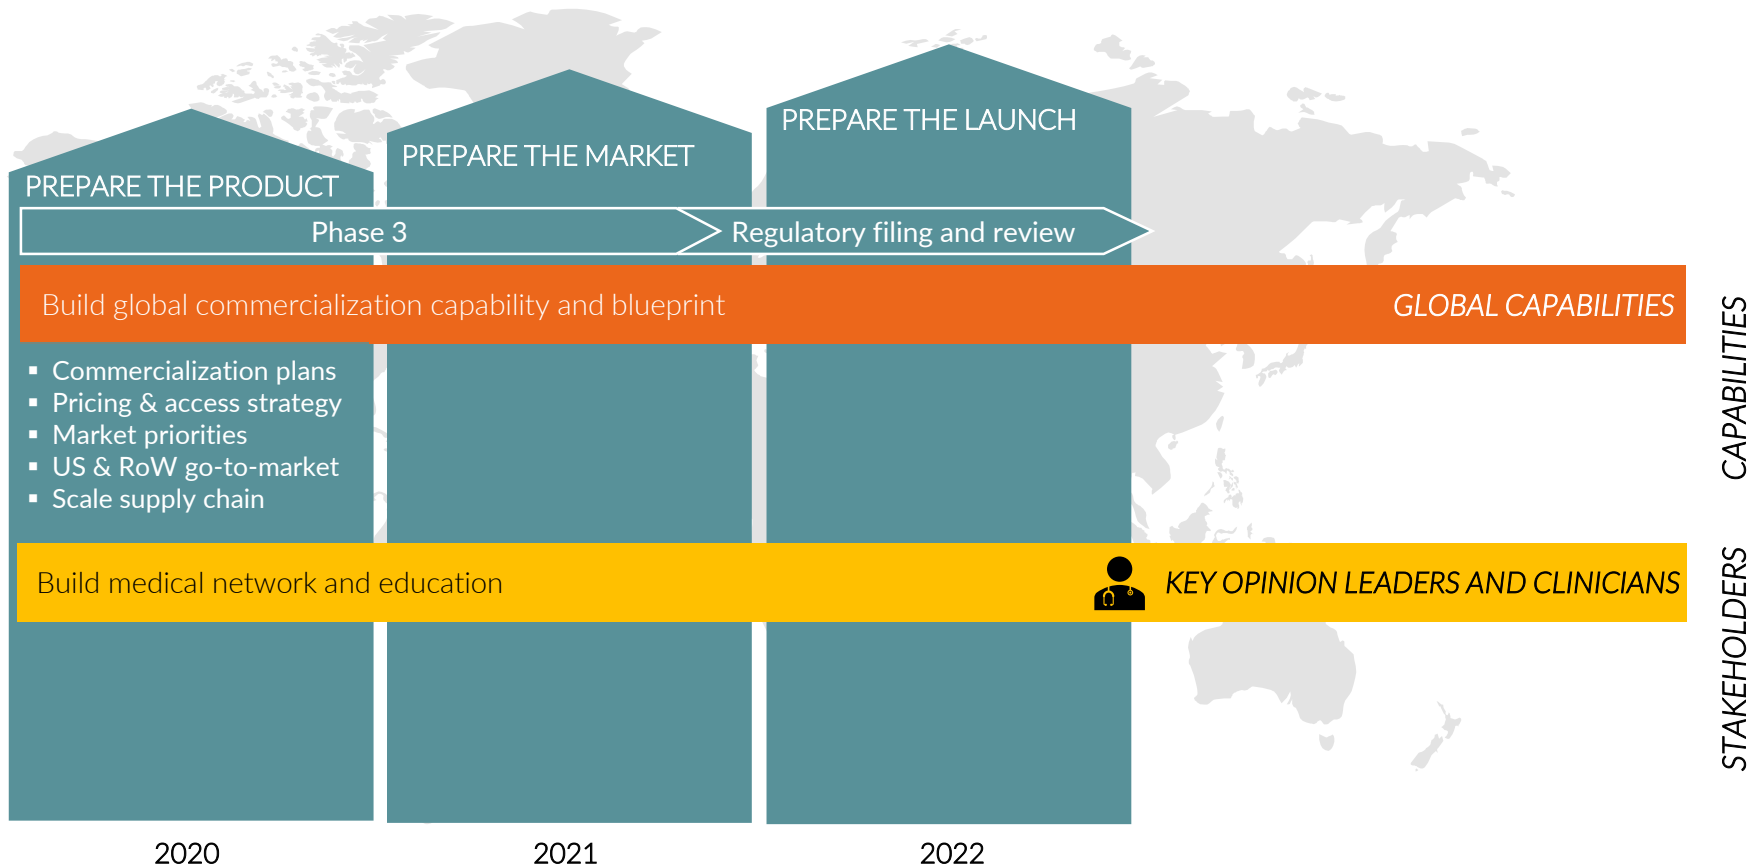 PREPARE THE PRODUCT
PREPARE THE MARKET
PREPARE THE LAUNCH
Phase 3
Regulatory filing and review
Build global commercialization capability and blueprint
GLOBAL CAPABILITIES
▪ Commercialization plans
▪ Pricing & access strategy
▪ Market priorities
▪ US & RoW go-to-market
▪ Scale supply chain
CAPABILITIES
Build medical network and education
KEY OPINION LEADERS AND CLINICIANS
STAKEHOLDERS
2020
2021
2022